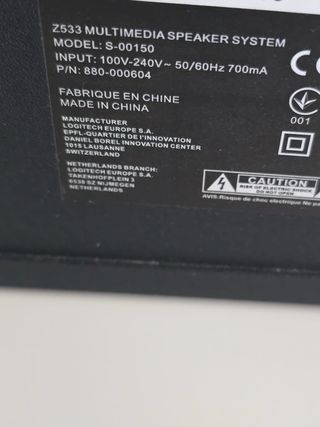 Z533 MULTIMEDIA SPEAKER SYSTEM
MODEL: S-00150
INPUT: 100V-240V~ 50/60Hz 700mA
P/N: 880-000604
FABRIQUE EN CHINE
MADE IN CHINA
MANUFACTURER
LOGITECH EUROPE S.A.
EPFL-QUARTIER DE L'INNOVATION
DANIEL BOREL INNOVATION CENTER
1015 LAUSANNE
SWITZERLAND
NETHERLANDS BRANCH:
LOGITECH EUROPE S.A.
TAKENHOFPLEIN 3
6538 SZ NIJMEGEN
NETHERLANDS
CE
001
CAUTION
RISK OF ELECTRIC SHOCK
DO NOT OPEN
AVIS:Risque de choc electrique Ne pa